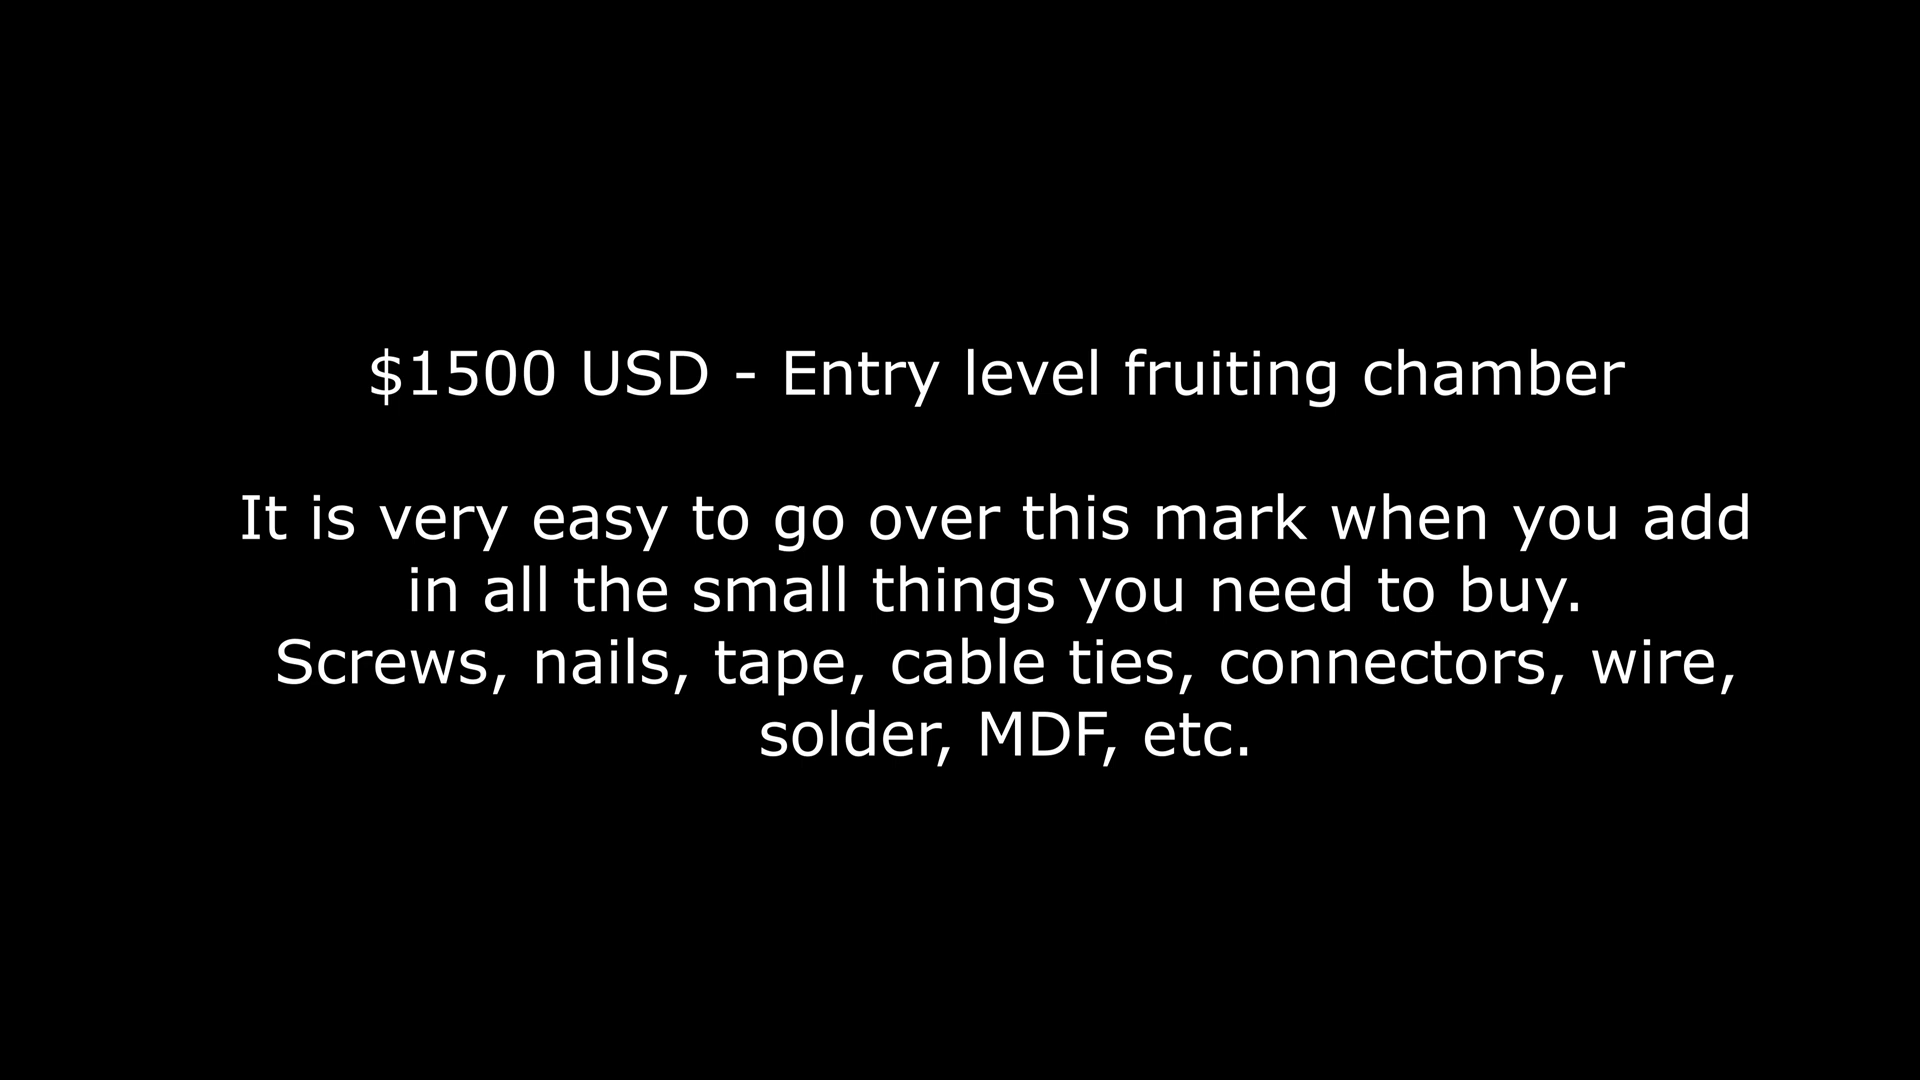 $1500 USD - Entry level fruiting chamber
It is very easy to go over this mark when you add
in all the small things you need to buy.
Screws, nails, tape, cable ties, connectors, wire,
solder, MDF, etc.